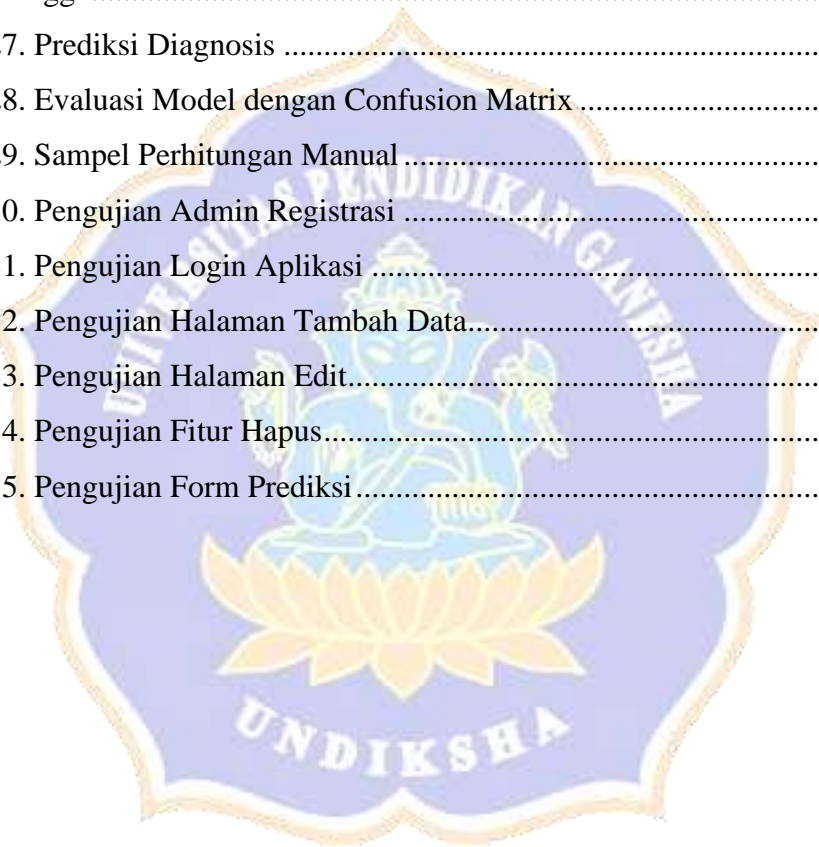 7. Prediksi Diagnosis ....................................................................
8. Evaluasi Model dengan Confusion Matrix ..............................
9. Sampel Perhitungan Manual ....................................................
0. Pengujian Admin Registrasi ....................................................
1. Pengujian Login Aplikasi ........................................................
2. Pengujian Halaman Tambah Data............................................
3. Pengujian Halaman Edit...........................................................
4. Pengujian Fitur Hapus..............................................................
5. Pengujian Form Prediksi..........................................................
UNIVERSITAS PENDIDIKAN GANESHA
UNDIKSHA